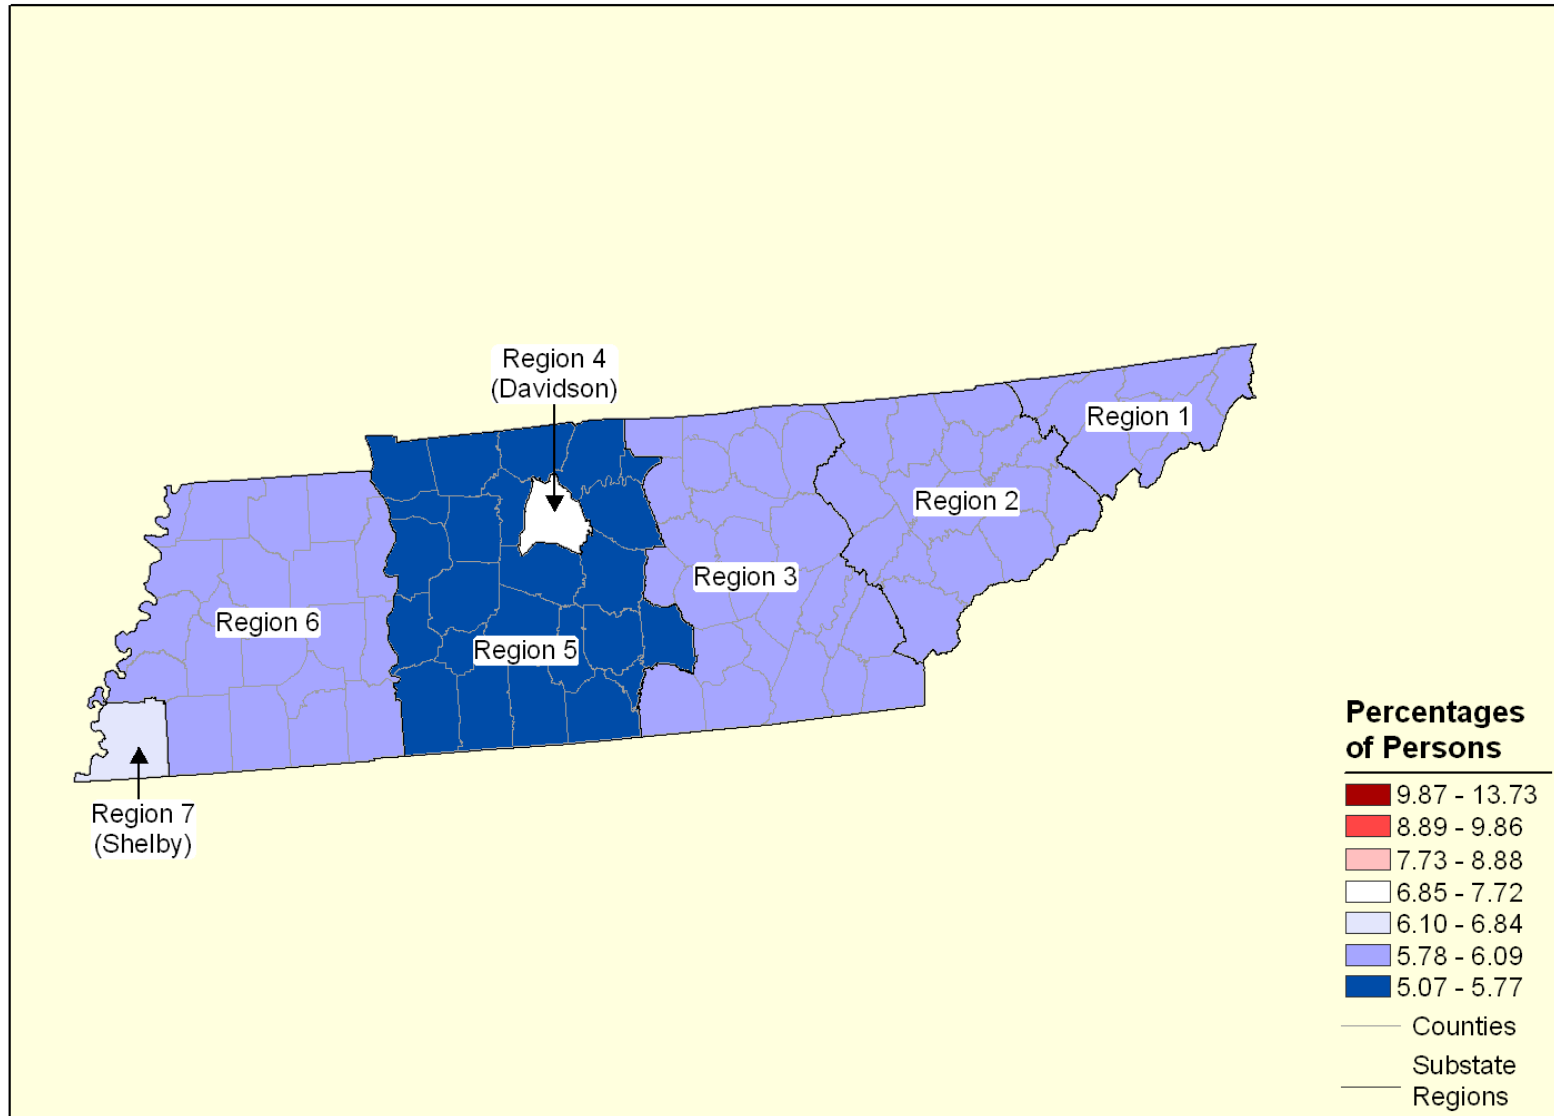 Region 4
(Davidson)
Region 1
Region 2
Region 3
Region 6
Region 5
Region 7
(Shelby)
Percentages
of Persons
9.87 - 13.73
8.89 - 9.86
7.73 - 8.88
6.85 - 7.72
6.10 - 6.84
5.78 - 6.09
5.07 - 5.77
Counties
Substate
Regions